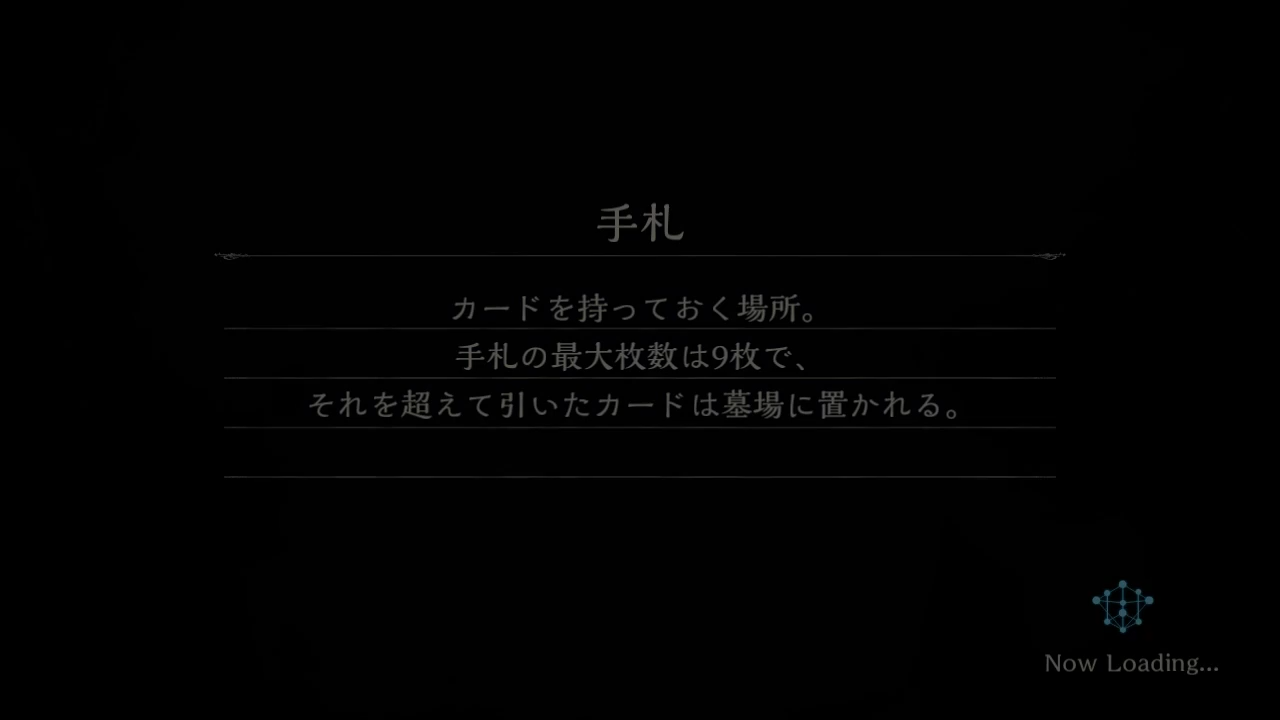 手札
カードを持っておく場所。
手札の最大枚数は9枚で、
それを超えて引いたカードは墓場に置かれる。
Now Loading...